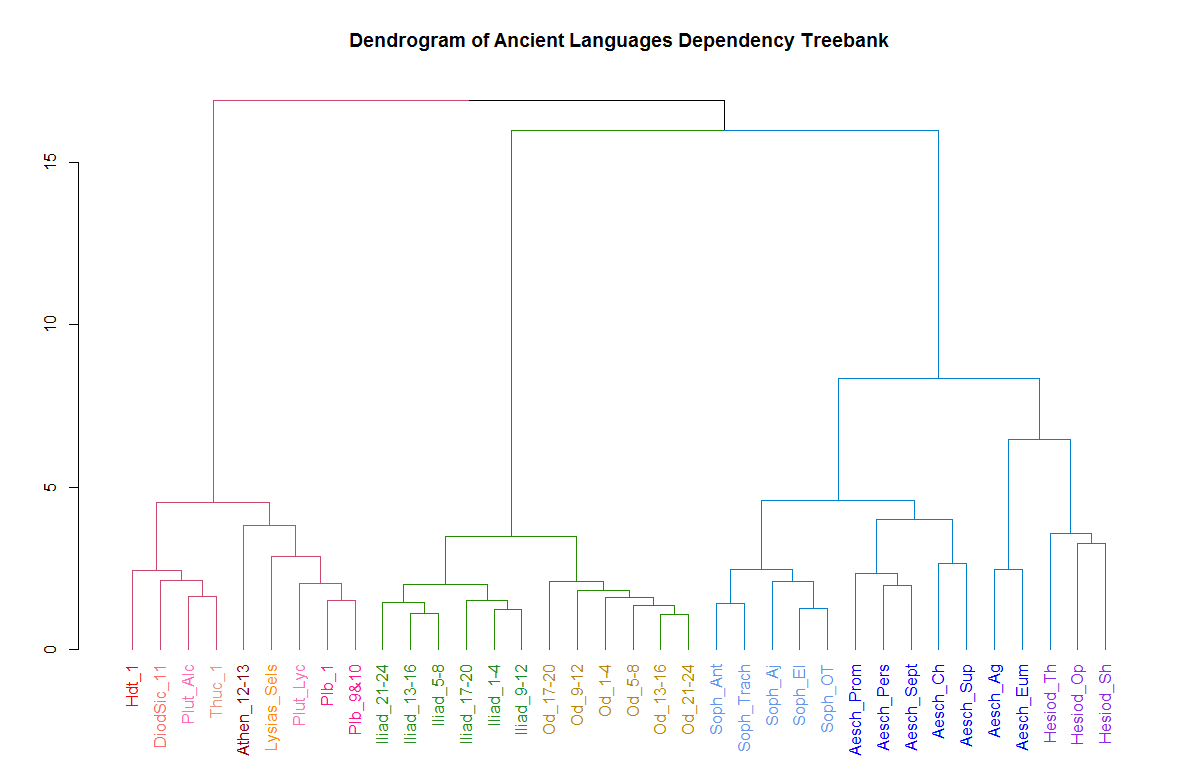 Dendrogram of Ancient Languages Dependency Treebank
15
10
5
0
Hdt_1
DiodSic_11
Plut_Alc
Thuc_1
Athen_12-13
Lysias_Sels
Plut_Lyc
Plb_1
Plb_9&10
Iliad_21-24
Iliad_13-16
Iliad_5-8
Iliad_17-20
Iliad_1-4
Iliad_9-12
Od_17-20
Od_9-12
Od_1-4
Od_5-8
Od_13-16
Od_21-24
Soph_Ant
Soph_Trach
Soph_Aj
Soph_El
Soph_OT
Aesch_Prom
Aesch_Pers
Aesch_Sept
Aesch_Ch
Aesch_Sup
Aesch_Ag
Aesch_Eum
Hesiod_Th
Hesiod_Op
Hesiod_Sh